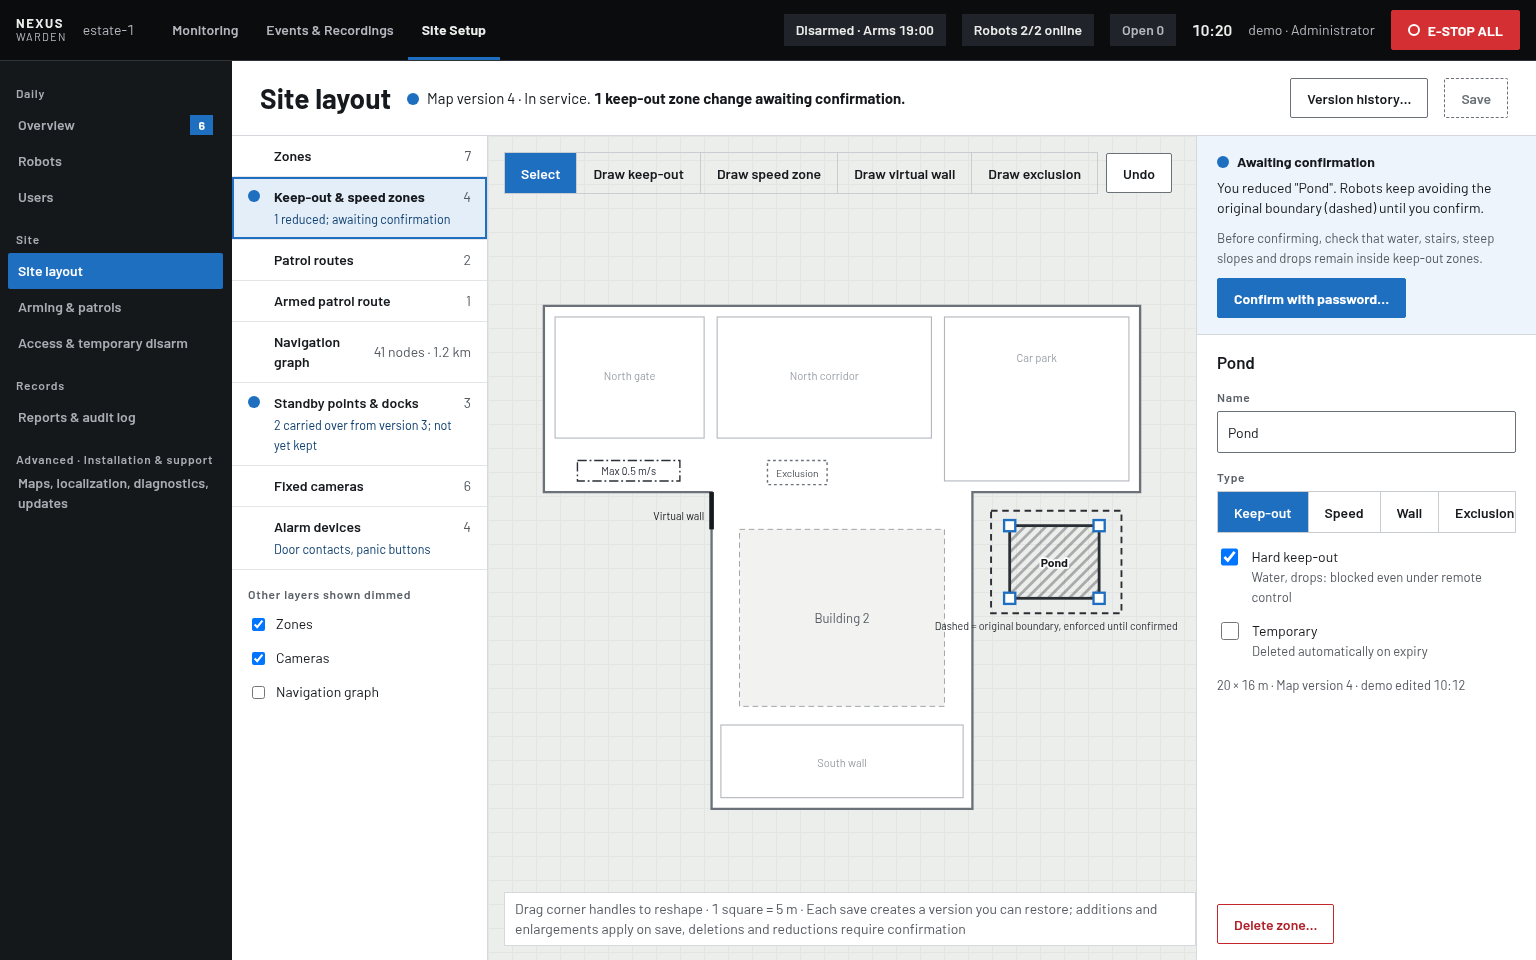 NEXUS
WARDEN
estate-1
Monitoring
Events & Recordings
Site Setup
Disarmed · Arms 19:00
Robots 2/2 online
Open 0
10:20
demo · Administrator
E-STOP ALL
Daily
Overview
6
Robots
Users
Site
Site layout
Arming & patrols
Access & temporary disarm
Records
Reports & audit log
Advanced · Installation & support
Maps, localization, diagnostics,
updates
Site layout
Map version 4 · In service. 1 keep-out zone change awaiting confirmation.
Version history...
Save
Zones
7
Keep-out & speed zones
4
1 reduced; awaiting confirmation
Patrol routes
2
Armed patrol route
1
Navigation
graph
41 nodes · 1.2 km
Standby points & docks
3
2 carried over from version 3; not
yet kept
Fixed cameras
6
Alarm devices
4
Door contacts, panic buttons
Other layers shown dimmed
Zones
Cameras
Navigation graph
Select
Draw keep-out
Draw speed zone
Draw virtual wall
Draw exclusion
Undo
North gate
North corridor
Car park
Max 0.5 m/s
Exclusion
Virtual wall
Pond
Building 2
Dashed = original boundary, enforced until confirmed
South wall
Drag corner handles to reshape · 1 square = 5 m · Each save creates a version you can restore; additions and
enlargements apply on save, deletions and reductions require confirmation
Awaiting confirmation
You reduced "Pond". Robots keep avoiding the
original boundary (dashed) until you confirm.
Before confirming, check that water, stairs, steep
slopes and drops remain inside keep-out zones.
Confirm with password...
Pond
Name
Pond
Type
Keep-out
Speed
Wall
Exclusion
Hard keep-out
Water, drops: blocked even under remote
control
Temporary
Deleted automatically on expiry
20 × 16 m · Map version 4 · demo edited 10:12
Delete zone...